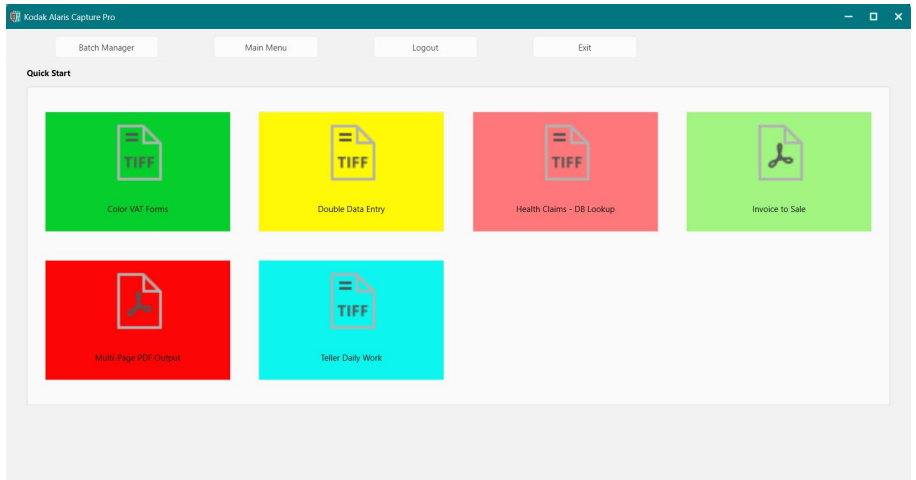 Kodak Alaris Capture Pro
Batch Manager Main Menu Logout Exit
Quick Start
TIFF TIFF TIFF
Color VAT Forms Double Data Entry Health Claims - DB Lookup Invoice to Sale
TIFF
Multi-Page PDF Output Teller Daily Work